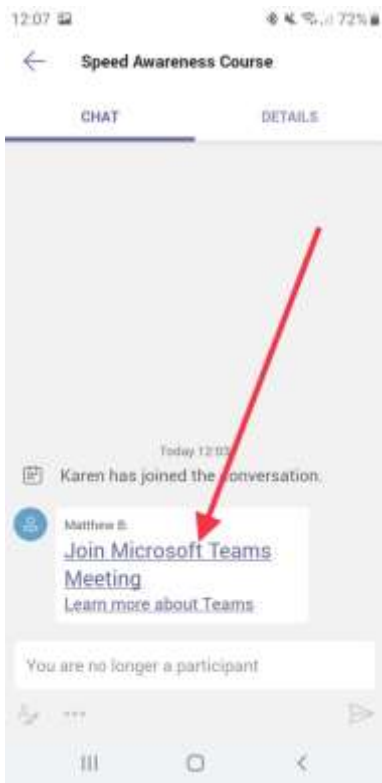 12:07 72%
Speed Awareness Course
CHAT DETAILS
Today 12:03
Karen has joined the conversation.
Matthew B.
Join Microsoft Teams
Meeting
Learn more about Teams
You are no longer a participant